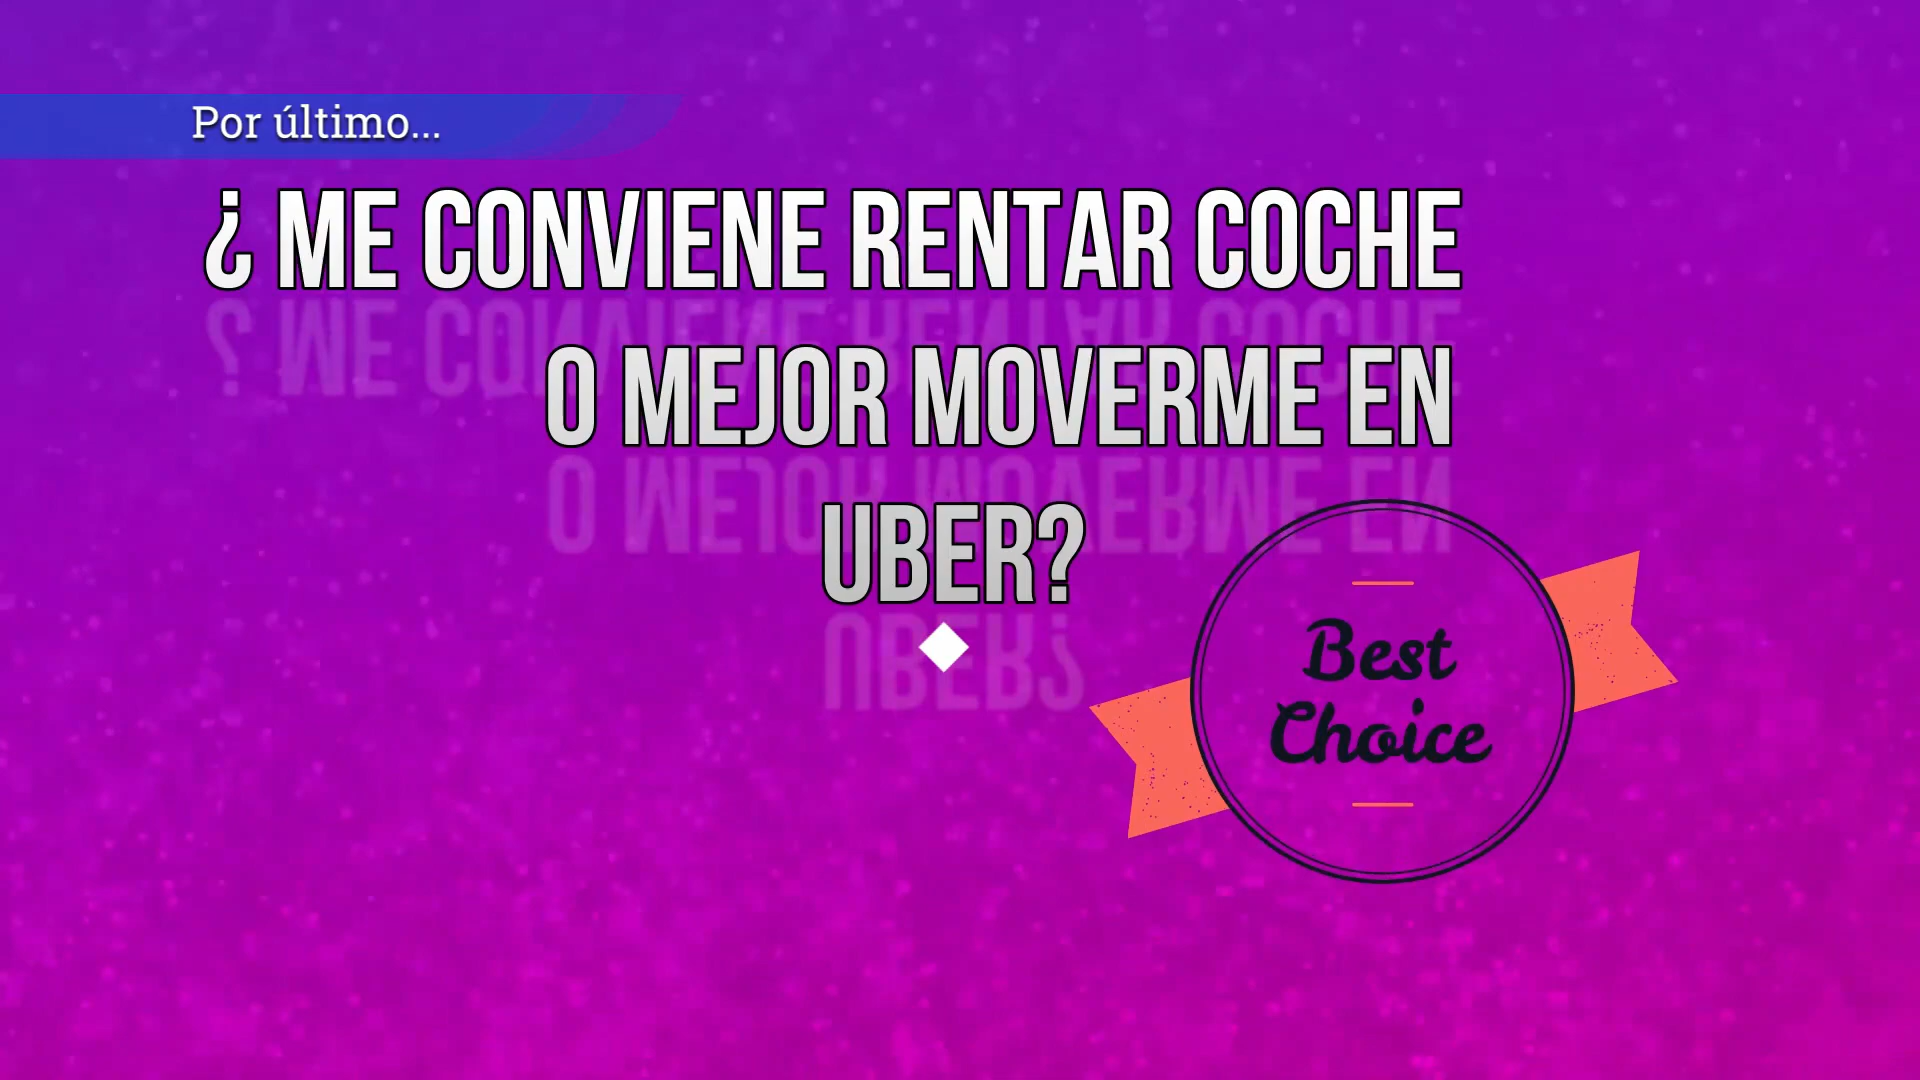 Por último...
¿ ME CONVIENE RENTAR COCHE
O MEJOR MOVERME EN
UBER?
Best
Choice